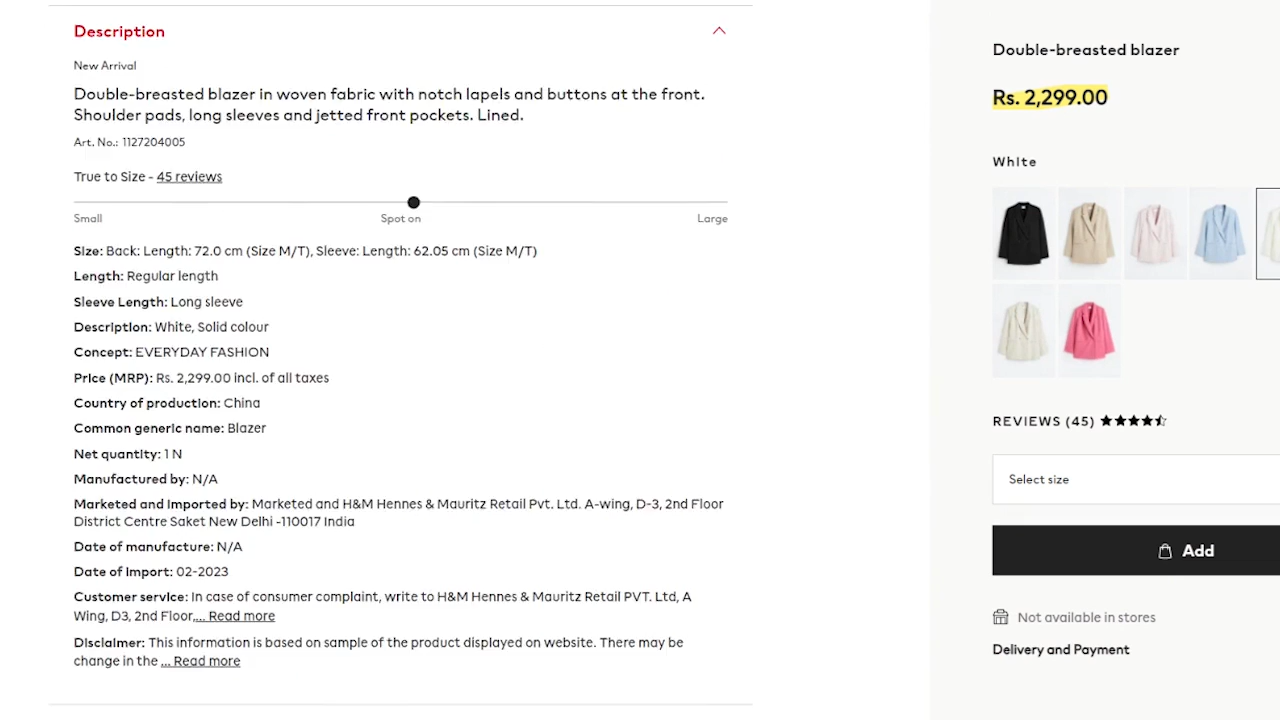 Description
New Arrival
Double-breasted blazer in woven fabric with notch lapels and buttons at the front.
Shoulder pads, long sleeves and jetted front pockets. Lined.
Art. No.: 1127204005
True to Size - 45 reviews
Small Spot on Large
Size: Back: Length: 72.0 cm (Size M/T), Sleeve: Length: 62.05 cm (Size M/T)
Length: Regular length
Sleeve Length: Long sleeve
Description: White, Solid colour
Concept: EVERYDAY FASHION
Price (MRP): Rs. 2,299.00 incl. of all taxes
Country of production: China
Common generic name: Blazer
Net quantity: 1 N
Manufactured by: N/A
Marketed and Imported by: Marketed and H&M Hennes & Mauritz Retail Pvt. Ltd. A-wing, D-3, 2nd Floor
District Centre Saket New Delhi -110017 India
Date of manufacture: N/A
Date of Import: 02-2023
Customer service: In case of consumer complaint, write to H&M Hennes & Mauritz Retail PVT. Ltd, A
Wing, D3, 2nd Floor,... Read more
Disclaimer: This information is based on sample of the product displayed on website. There may be
change in the ... Read more
Double-breasted blazer
Rs. 2,299.00
White
REVIEWS (45)
Select size
Add
Not available in stores
Delivery and Payment